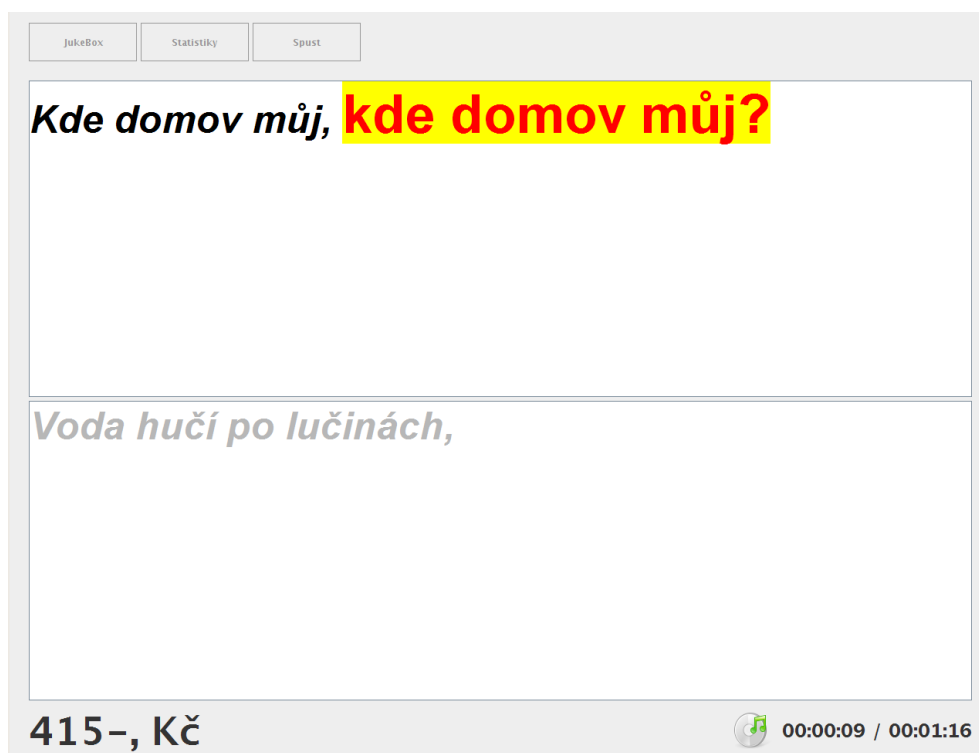 JukeBox Statistiky Spust
Kde domov můj, kde domov můj?
Voda hučí po lučinách,
415-, Kč 00:00:09 / 00:01:16